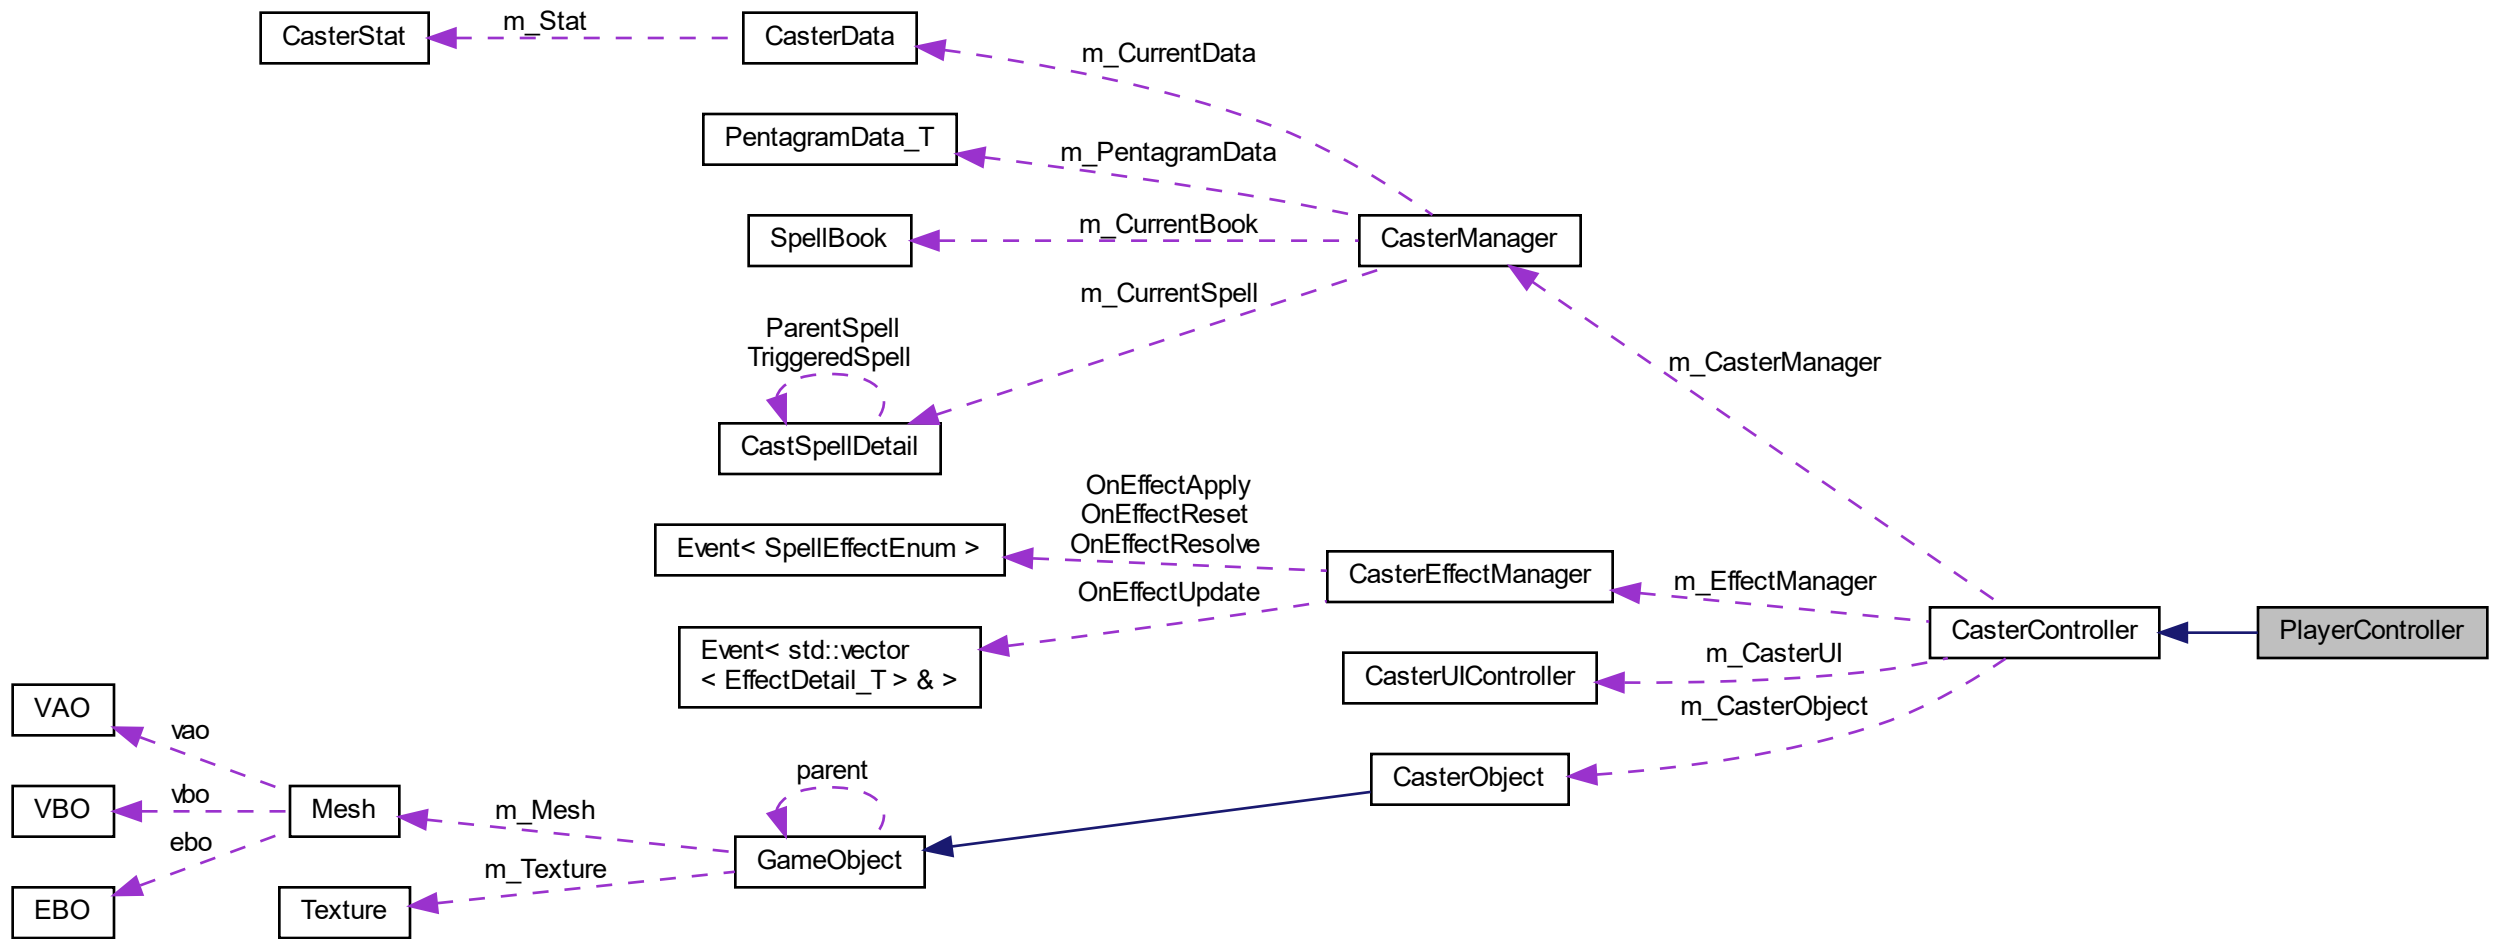 CasterStat
m_Stat
CasterData
m_CurrentData
PentagramData_T
m_PentagramData
SpellBook
m_CurrentBook
CasterManager
m_CurrentSpell
ParentSpell
TriggeredSpell
CastSpellDetail
m_CasterManager
OnEffectApply
OnEffectReset
OnEffectResolve
Event< SpellEffectEnum >
CasterEffectManager
m_EffectManager
OnEffectUpdate
CasterController
PlayerController
Event< std::vector
< EffectDetail_T > & >
CasterUIController
m_CasterUI
m_CasterObject
VAO
vao
CasterObject
parent
VBO
vbo
Mesh
m_Mesh
ebo
GameObject
m_Texture
EBO
Texture